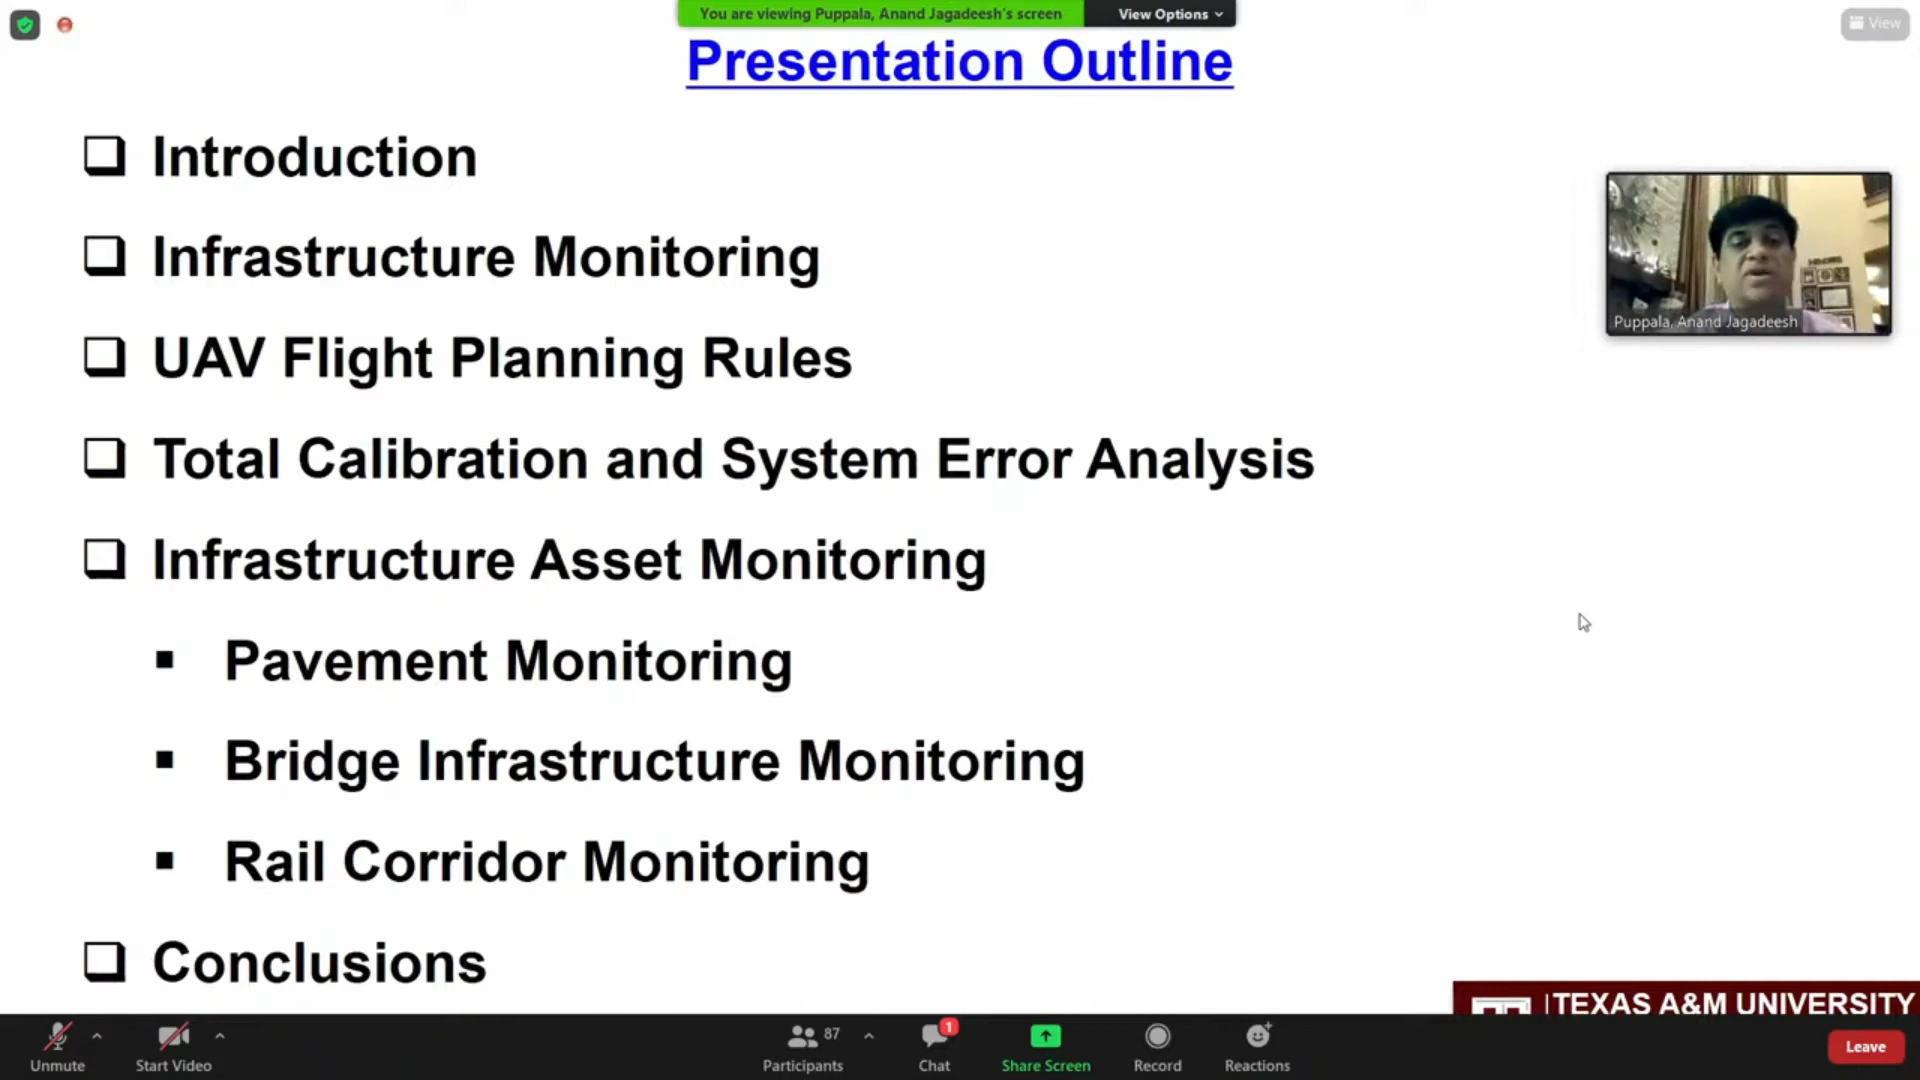 You are viewing Puppala, Anand Jagadeesh's screen View Options
View
Presentation Outline
Introduction
Infrastructure Monitoring
UAV Flight Planning Rules
Total Calibration and System Error Analysis
Infrastructure Asset Monitoring
Pavement Monitoring
Bridge Infrastructure Monitoring
Rail Corridor Monitoring
Conclusions
Puppala, Anand Jagadeesh
TEXAS A&M UNIVERSITY
Unmute
Start Video
87
Participants
1
Chat
Share Screen
Record
Reactions
Leave